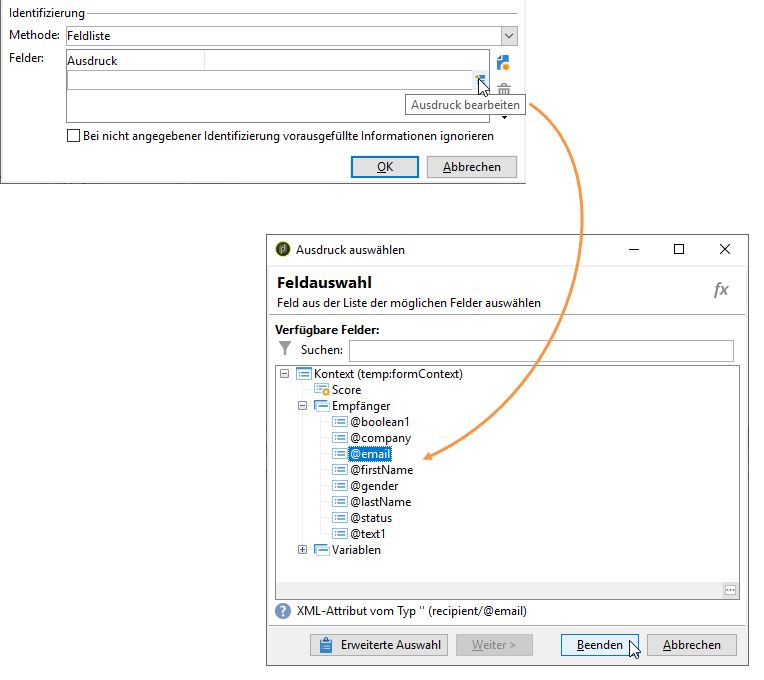 Identifizierung
Methode: Feldliste
Felder: Ausdruck
Ausdruck bearbeiten
Bei nicht angegebener Identifizierung vorausgefüllte Informationen ignorieren
OK Abbrechen
Ausdruck auswählen
Feldauswahl
Feld aus der Liste der möglichen Felder auswählen
fx
Verfügbare Felder:
Suchen:
Kontext (temp:formContext)
Score
Empfänger
@boolean1
@company
@email
@firstName
@gender
@lastName
@status
@text1
Variablen
XML-Attribut vom Typ '' (recipient/@email)
Erweiterte Auswahl Weiter > Beenden Abbrechen